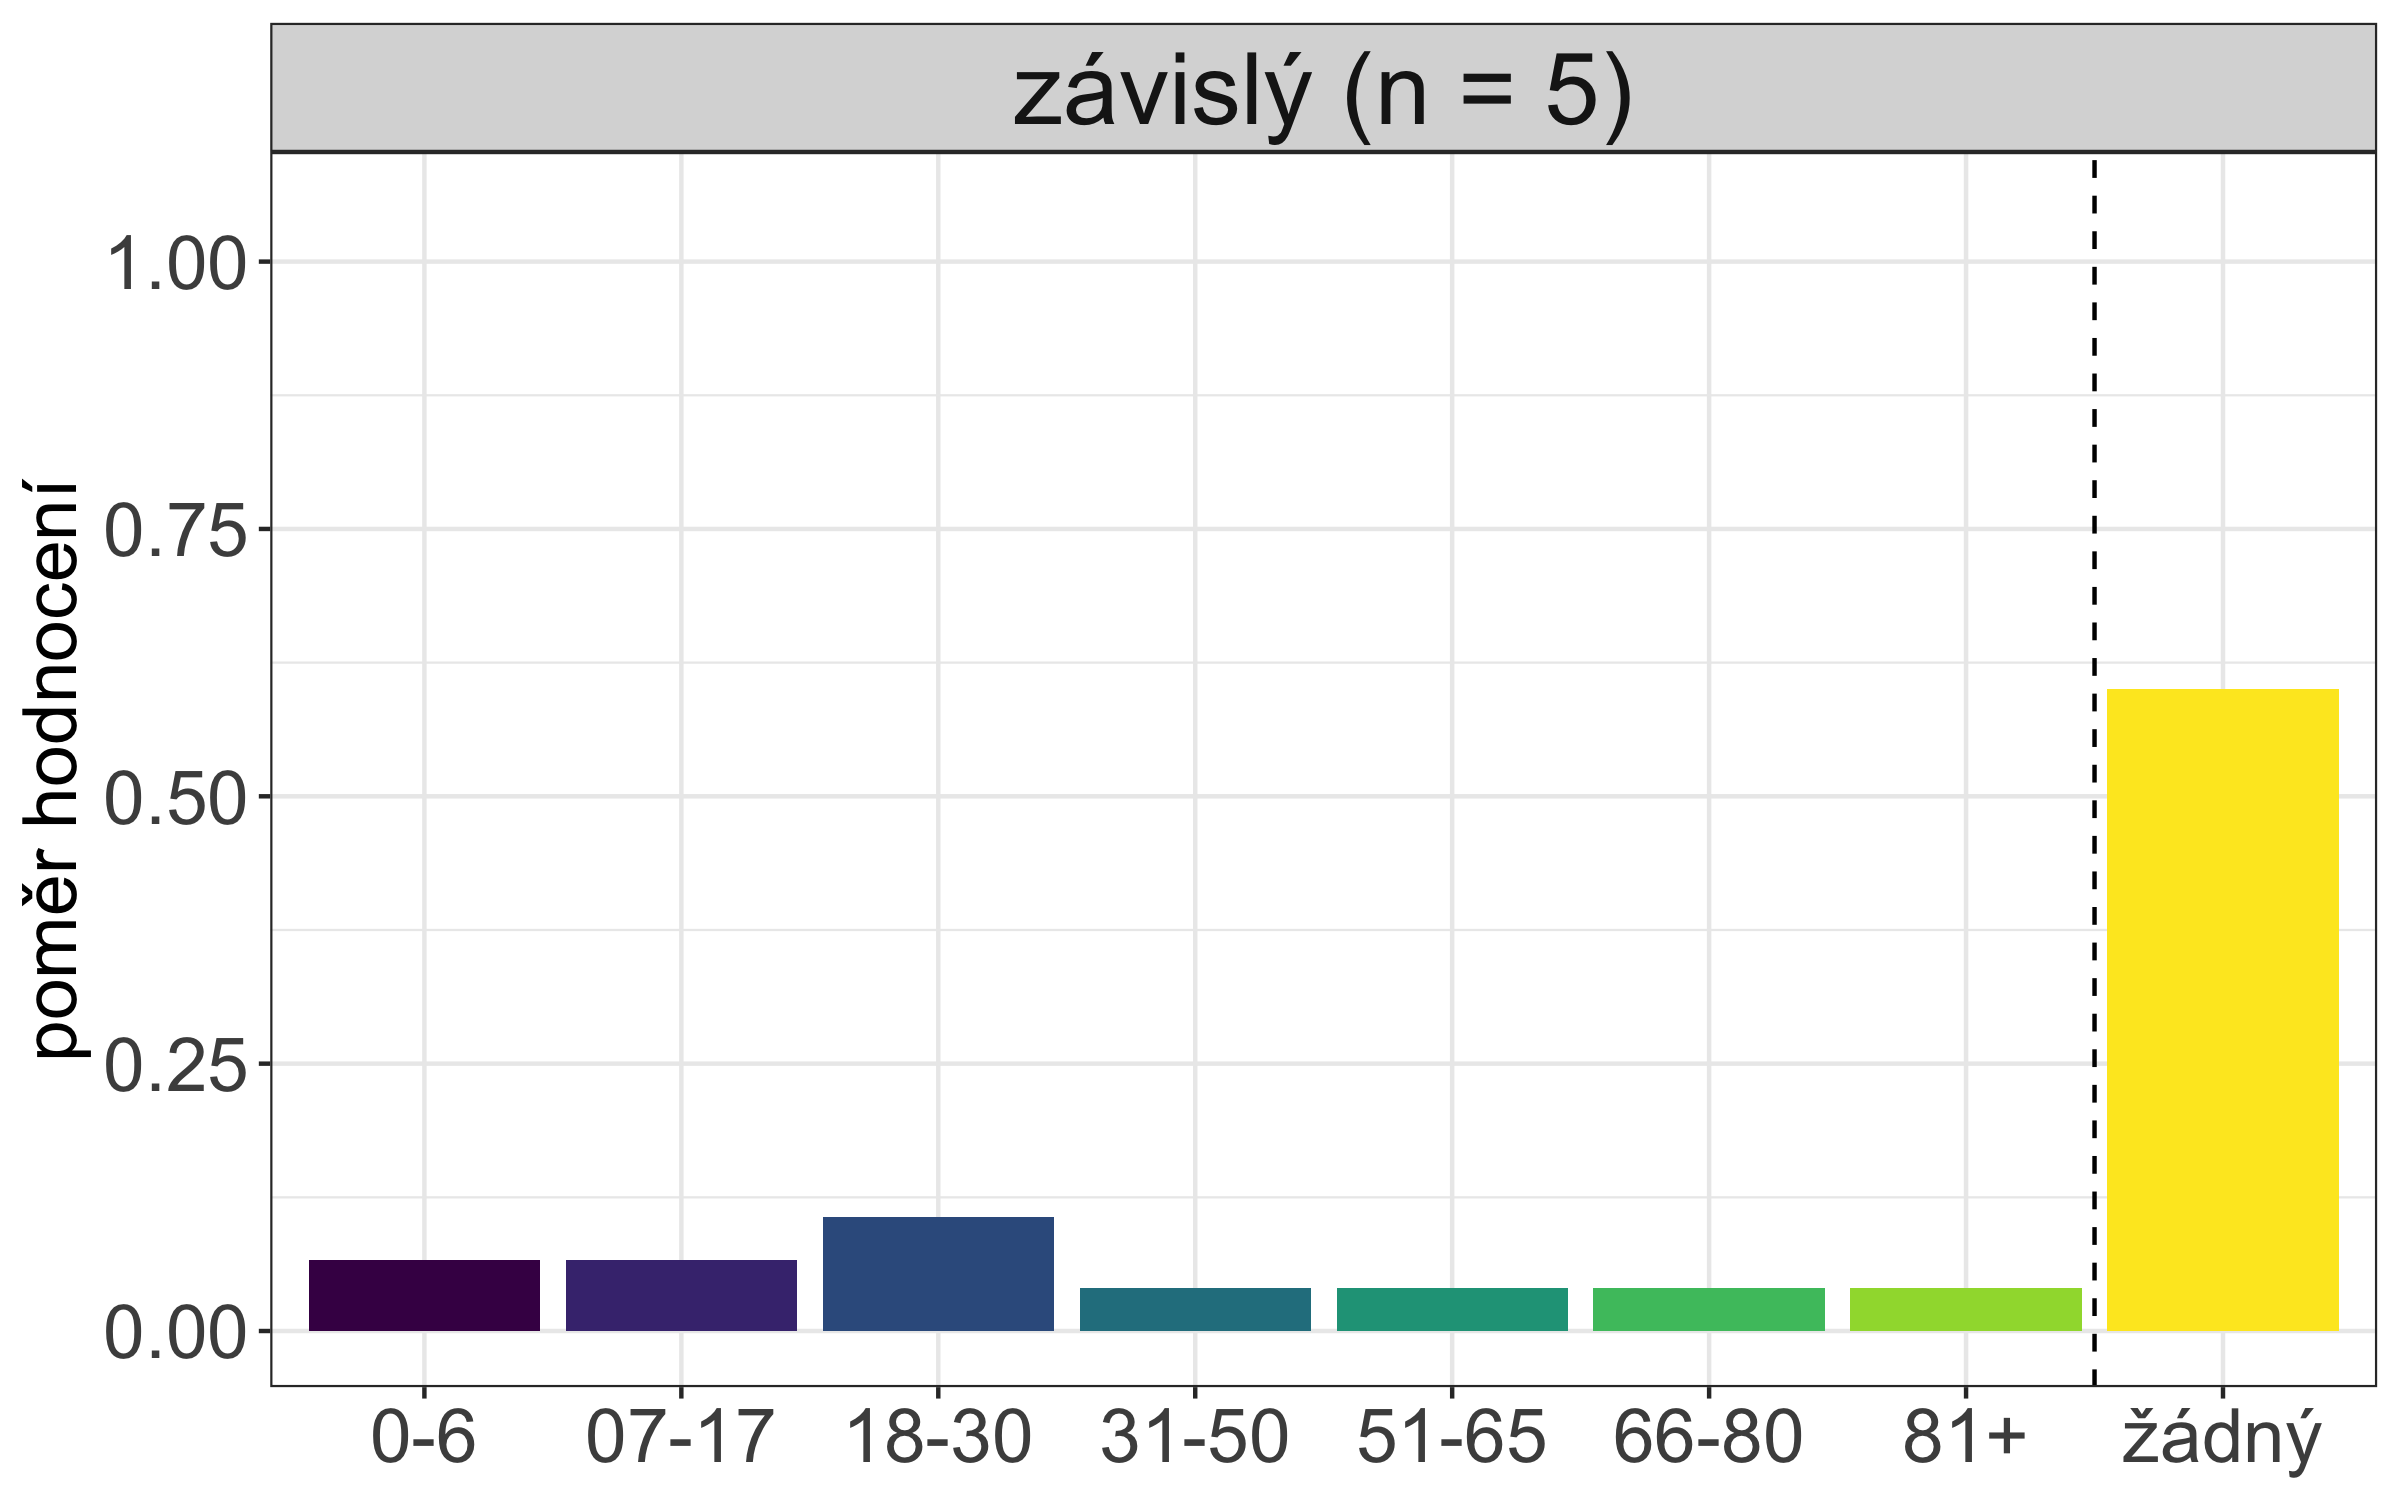 závislý (n = 5)
poměr hodnocení
1.00
0.75
0.50
0.25
0.00
0-6 07-17 18-30 31-50 51-65 66-80 81+ žádný